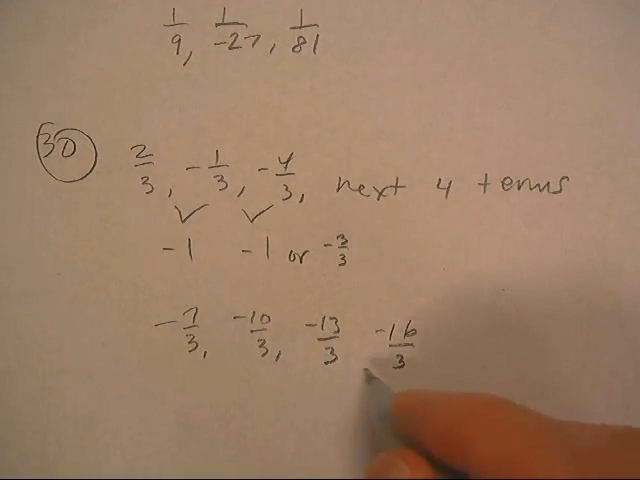 1/9, 1/-27, 1/81
30 2/3, -1/3, -4/3, next 4 terms
-1 -1 or -3/3
-7/3, -10/3, -13/3 -16/3